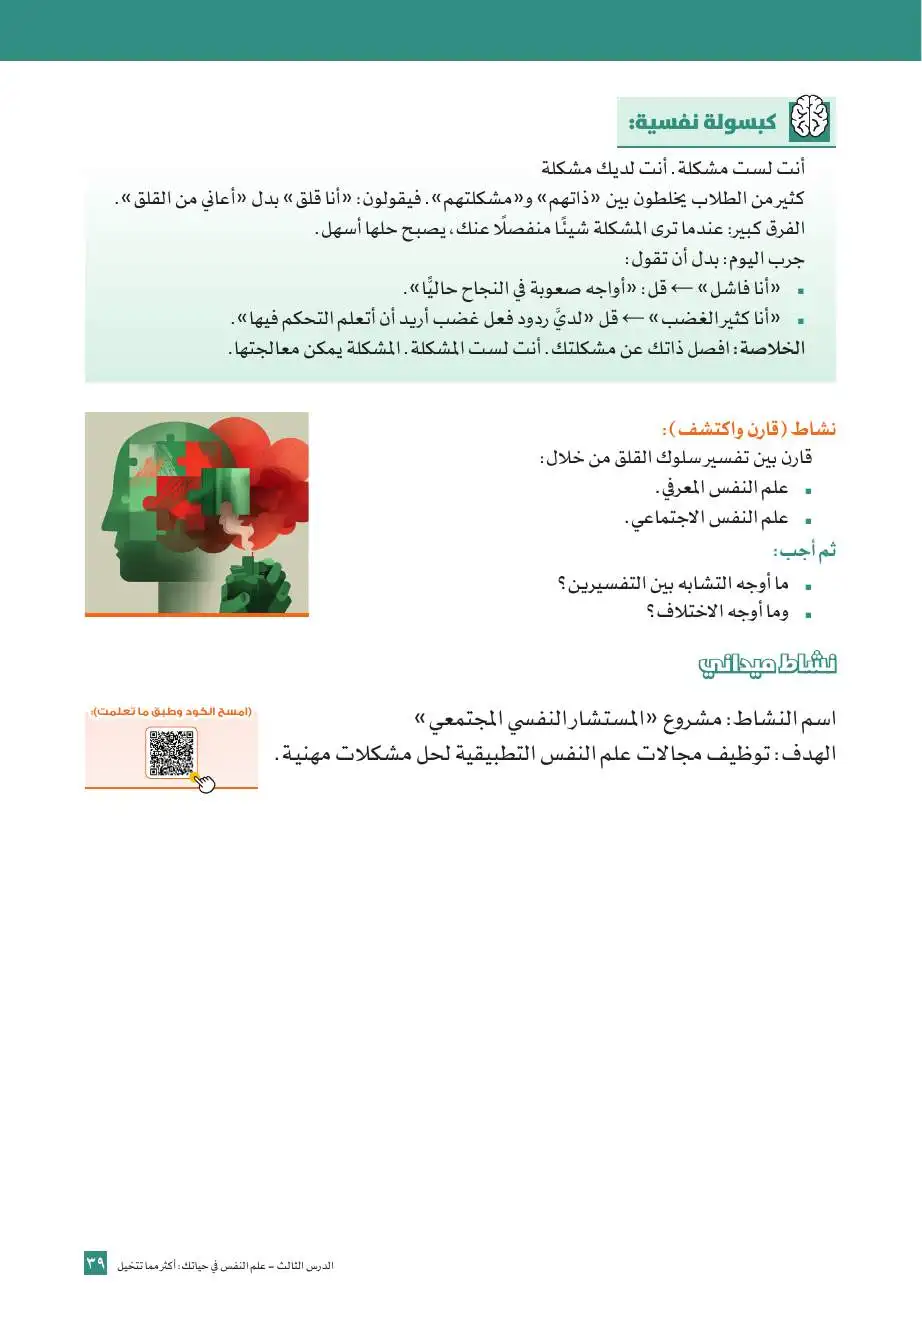 كبسولة نفسية:
أنت لست مشكلة. أنت لديك مشكلة
كثير من الطلاب يخلطون بين «ذاتهم» و«مشكلتهم». فيقولون: «أنا قلق» بدل «أعاني من القلق».
الفرق كبير: عندما ترى المشكلة شيئًا منفصلًا عنك، يصبح حلها أسهل.
جرب اليوم: بدل أن تقول:
▪ «أنا فاشل» ← قل: «أواجه صعوبة في النجاح حاليًّا».
▪ «أنا كثير الغضب» ← قل «لديَّ ردود فعل غضب أريد أن أتعلم التحكم فيها».
الخلاصة: افصل ذاتك عن مشكلتك. أنت لست المشكلة. المشكلة يمكن معالجتها.
نشاط (قارن واكتشف):
قارن بين تفسير سلوك القلق من خلال:
▪ علم النفس المعرفي.
▪ علم النفس الاجتماعي.
ثم أجب:
▪ ما أوجه التشابه بين التفسيرين؟
▪ وما أوجه الاختلاف؟
نشاط ميداني
اسم النشاط: مشروع «المستشار النفسي المجتمعي»
الهدف: توظيف مجالات علم النفس التطبيقية لحل مشكلات مهنية.
(امسح الكود وطبق ما تعلمت):
الدرس الثالث – علم النفس في حياتك: أكثر مما تتخيل ٣٩